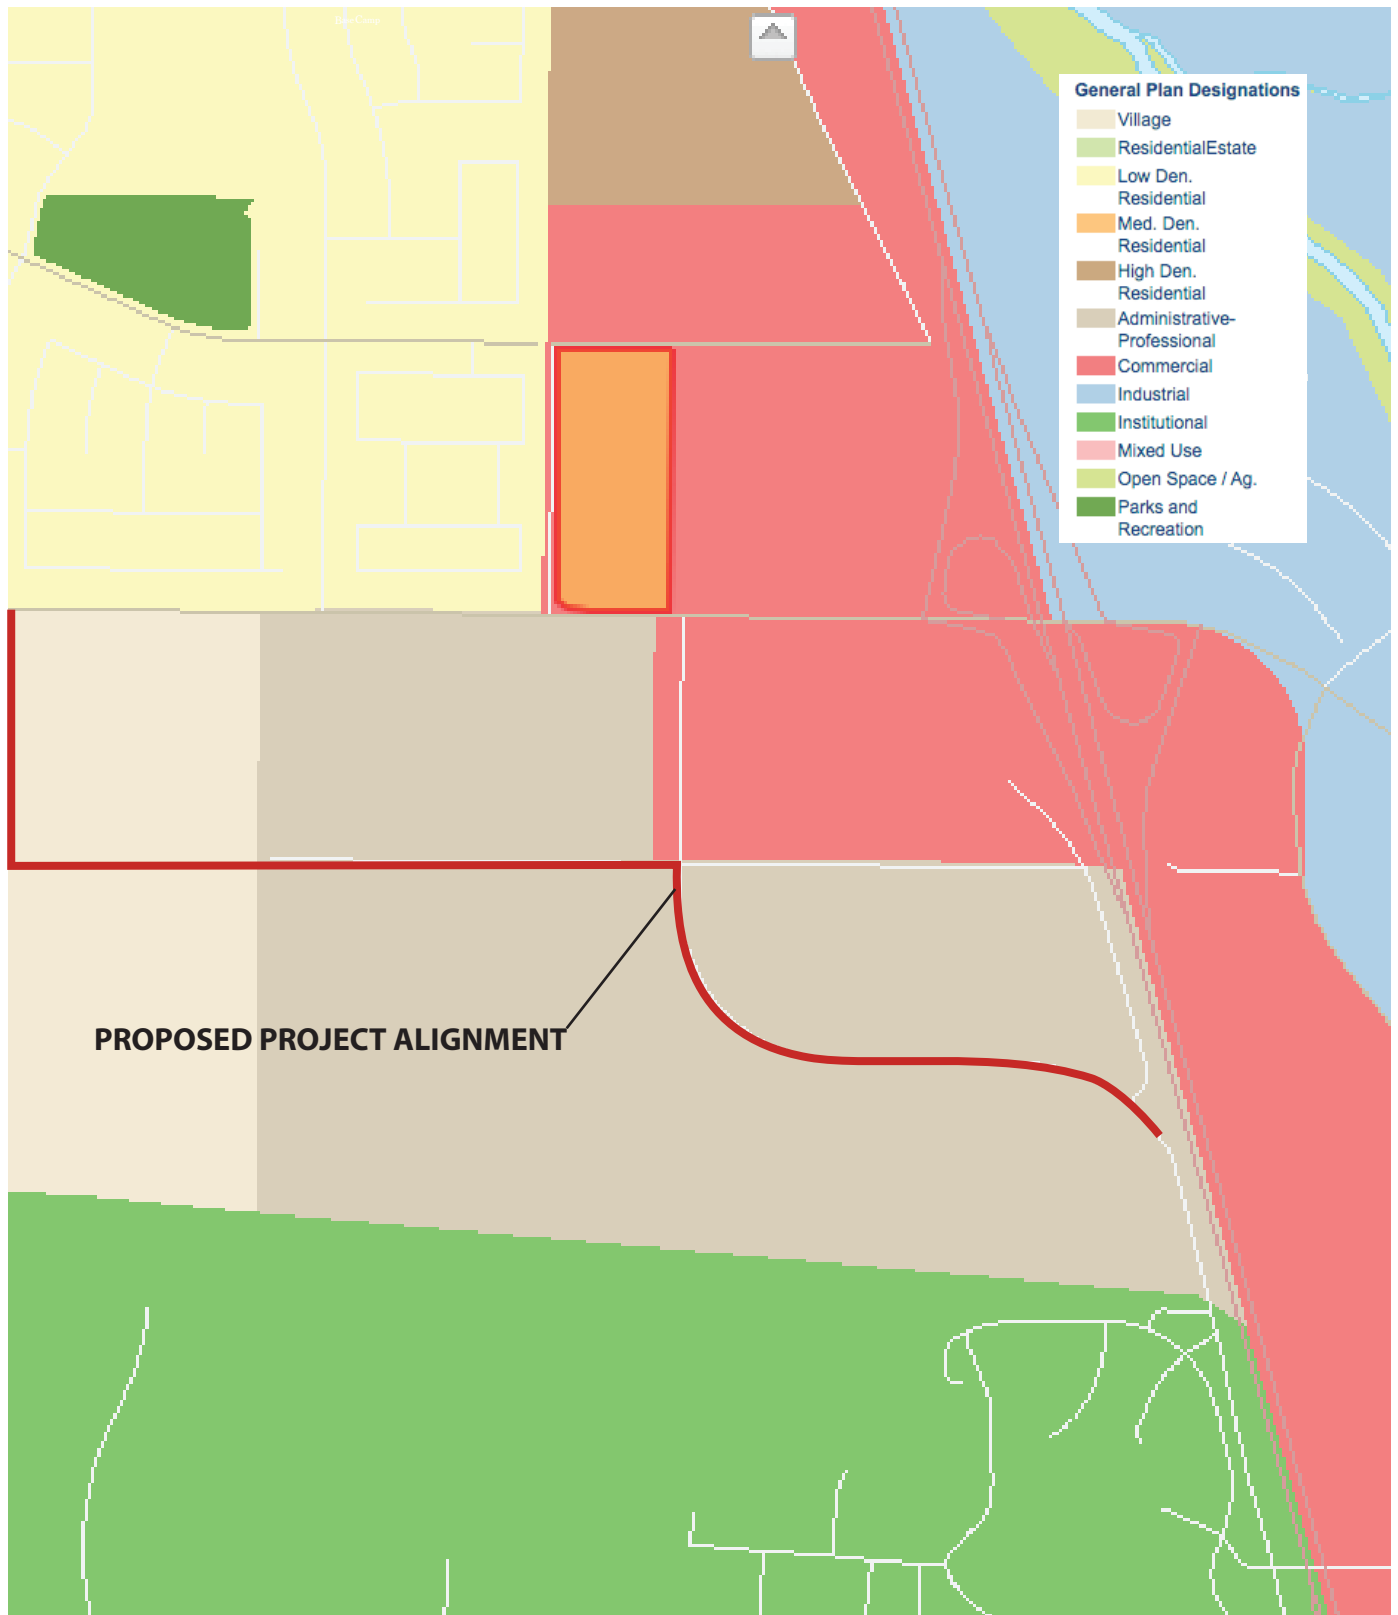 General Plan Designations
Village
ResidentialEstate
Low Den.
Residential
Med. Den.
Residential
High Den.
Residential
Administrative-
Professional
Commercial
Industrial
Institutional
Mixed Use
Open Space / Ag.
Parks and
Recreation
PROPOSED PROJECT ALIGNMENT